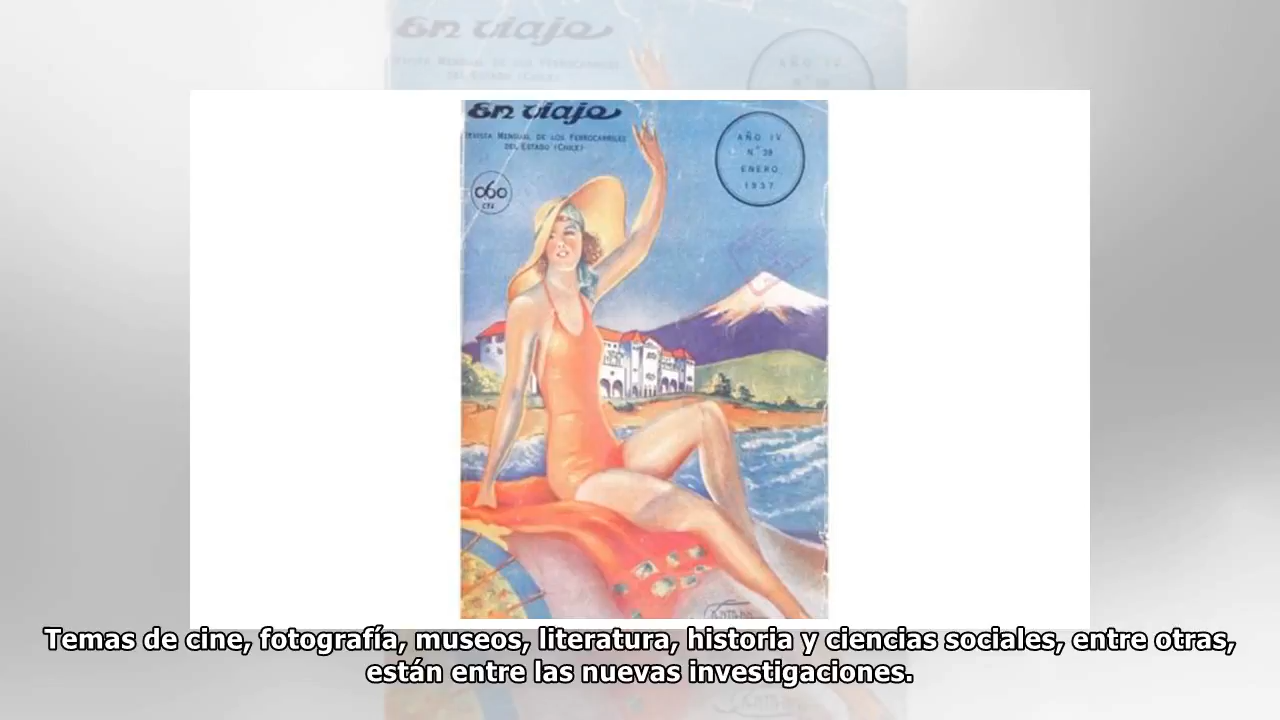 En viaje
REVISTA MENSUAL DE LOS FERROCARRILES
DEL ESTADO (CHILE)
AÑO IV
N° 39
ENERO
1937
0.60
CTS
Temas de cine, fotografía, museos, literatura, historia y ciencias sociales, entre otras,
están entre las nuevas investigaciones.